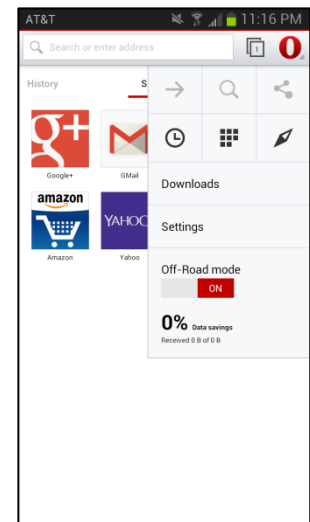 AT&T 11:16 PM
Search or enter address 1
History S
g+
Google+ GMail
amazon YAHOO
Amazon Yahoo
Downloads
Settings
Off-Road mode
ON
0% Data savings
Received 0 B of 0 B